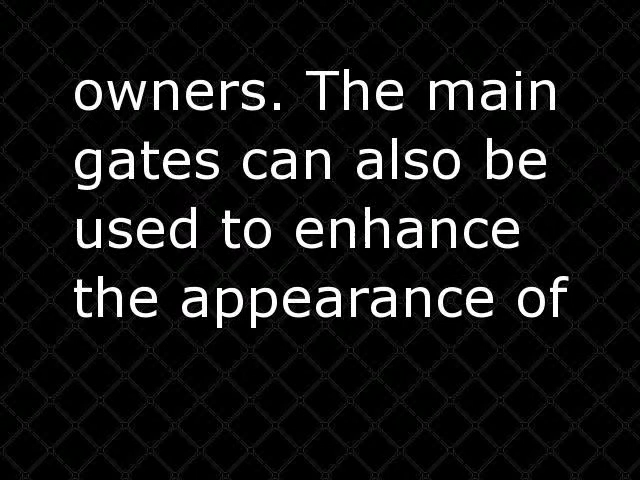 owners. The main
gates can also be
used to enhance
the appearance of